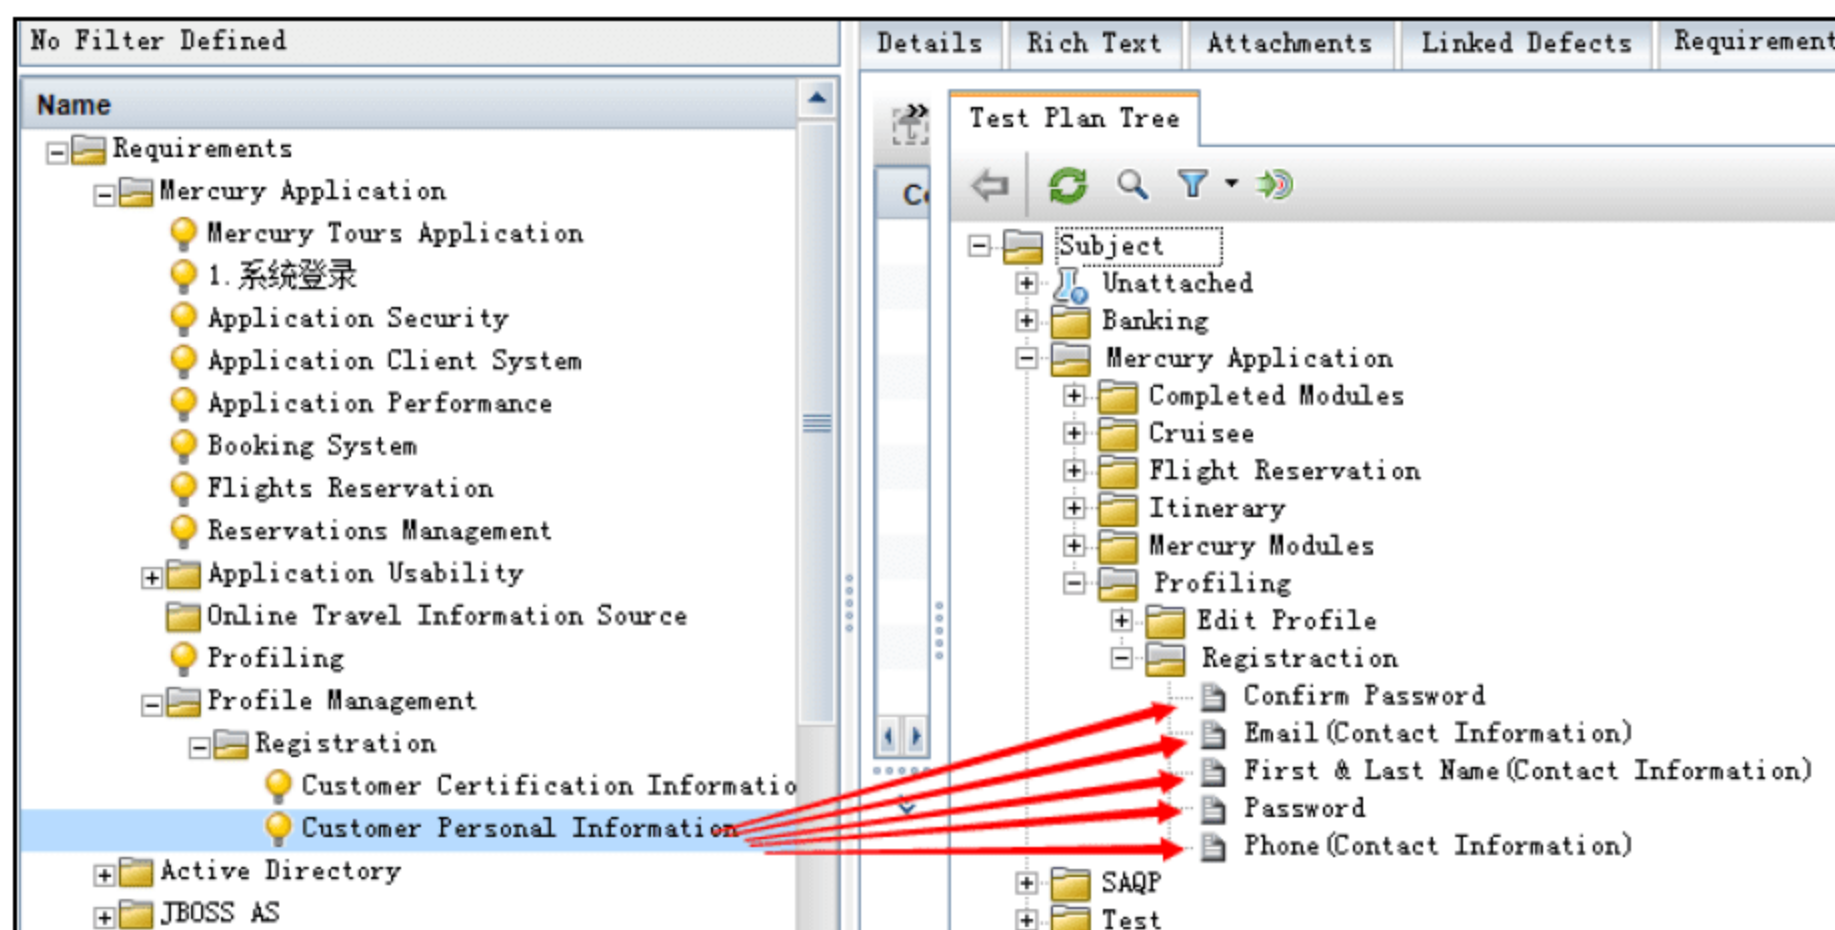 No Filter Defined
Name
Requirements
Mercury Application
Mercury Tours Application
1.系统登录
Application Security
Application Client System
Application Performance
Booking System
Flights Reservation
Reservations Management
Application Usability
Online Travel Information Source
Profiling
Profile Management
Registration
Customer Certification Informatio
Customer Personal Information
Active Directory
JBOSS AS
Details
Rich Text
Attachments
Linked Defects
Requirement
Test Plan Tree
Subject
Unattached
Banking
Mercury Application
Completed Modules
Cruisee
Flight Reservation
Itinerary
Mercury Modules
Profiling
Edit Profile
Registraction
Confirm Password
Email(Contact Information)
First & Last Name(Contact Information)
Password
Phone(Contact Information)
SAQP
Test